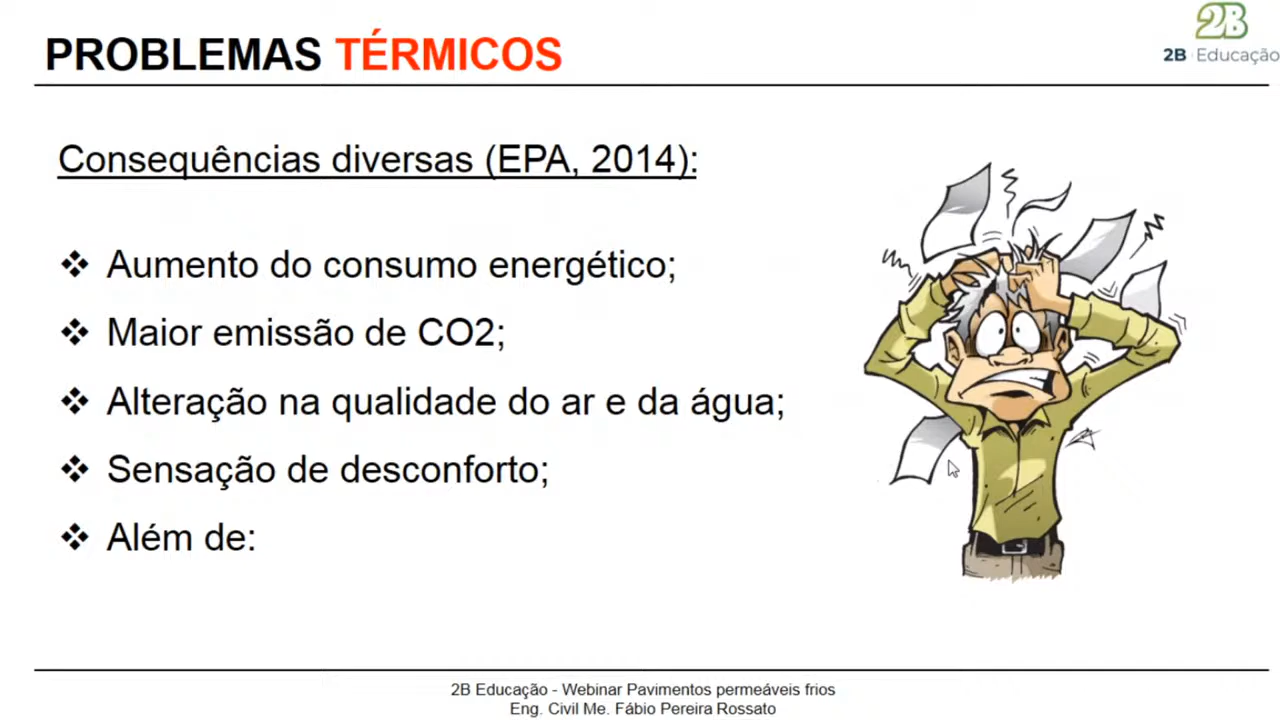 PROBLEMAS TÉRMICOS
2B
2B Educação
Consequências diversas (EPA, 2014):
Aumento do consumo energético;
Maior emissão de CO2;
Alteração na qualidade do ar e da água;
Sensação de desconforto;
Além de:
2B Educação - Webinar Pavimentos permeáveis frios
Eng. Civil Me. Fábio Pereira Rossato